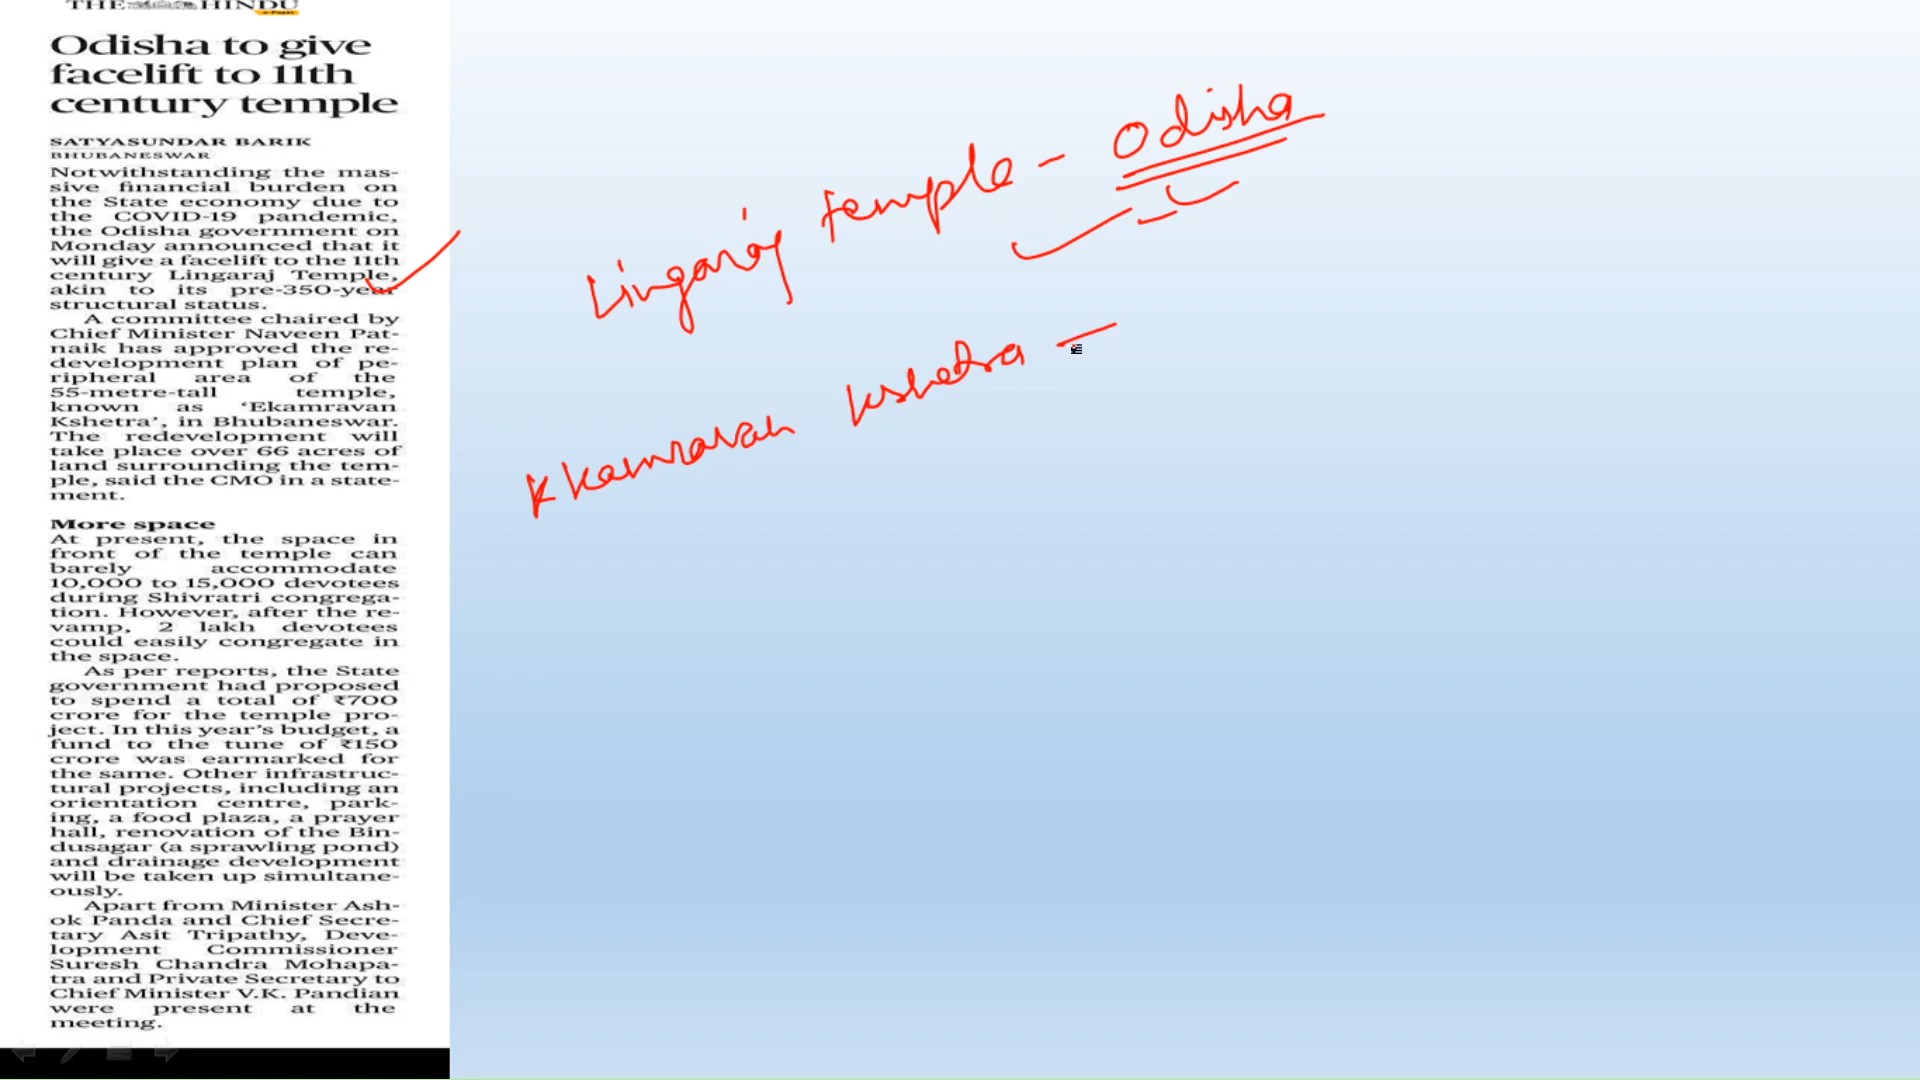 THE HINDU
Odisha to give
facelift to 11th
century temple
SATYASUNDAR BARIK
BHUBANESWAR
Notwithstanding the mas-
sive financial burden on
the State economy due to
the COVID-19 pandemic,
the Odisha government on
Monday announced that it
will give a facelift to the 11th
century Lingaraj Temple,
akin to its pre-350-year
structural status.
A committee chaired by
Chief Minister Naveen Pat-
naik has approved the re-
development plan of pe-
ripheral area of the
55-metre-tall temple,
known as ‘Ekamravan
Kshetra’, in Bhubaneswar.
The redevelopment will
take place over 66 acres of
land surrounding the tem-
ple, said the CMO in a state-
ment.
More space
At present, the space in
front of the temple can
barely accommodate
10,000 to 15,000 devotees
during Shivratri congrega-
tion. However, after the re-
vamp, 2 lakh devotees
could easily congregate in
the space.
As per reports, the State
government had proposed
to spend a total of ₹700
crore for the temple pro-
ject. In this year’s budget, a
fund to the tune of ₹150
crore was earmarked for
the same. Other infrastruc-
tural projects, including an
orientation centre, park-
ing, a food plaza, a prayer
hall, renovation of the Bin-
dusagar (a sprawling pond)
and drainage development
will be taken up simultane-
ously.
Apart from Minister Ash-
ok Panda and Chief Secre-
tary Asit Tripathy, Deve-
lopment Commissioner
Suresh Chandra Mohapa-
tra and Private Secretary to
Chief Minister V.K. Pandian
were present at the
meeting.
Lingaraj temple - Odisha
Kkamravan Kshetra -